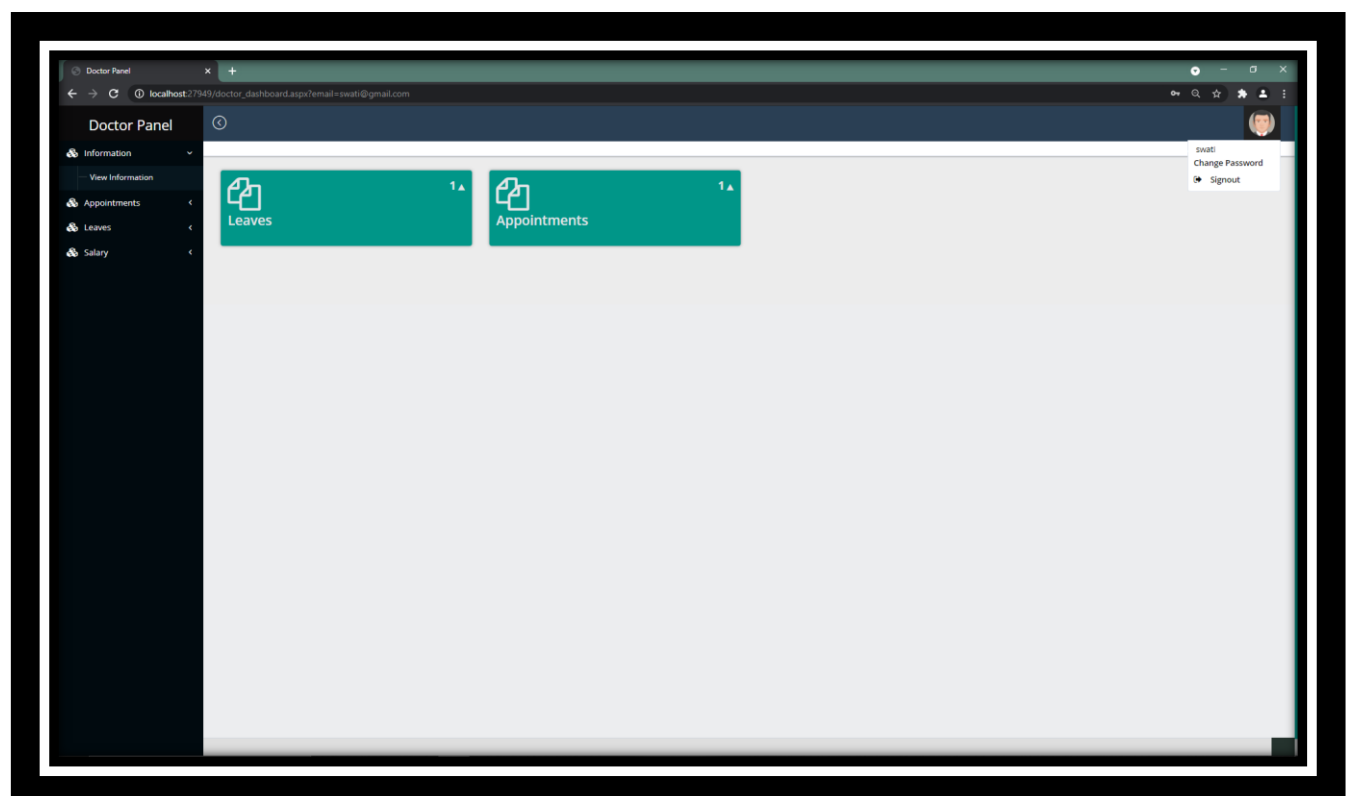 Doctor Panel
localhost:27949/doctor_dashboard.aspx?email=swati@gmail.com
Doctor Panel
Information
View Information
Appointments
Leaves
Salary
swati
Change Password
Signout
1
Leaves
1
Appointments